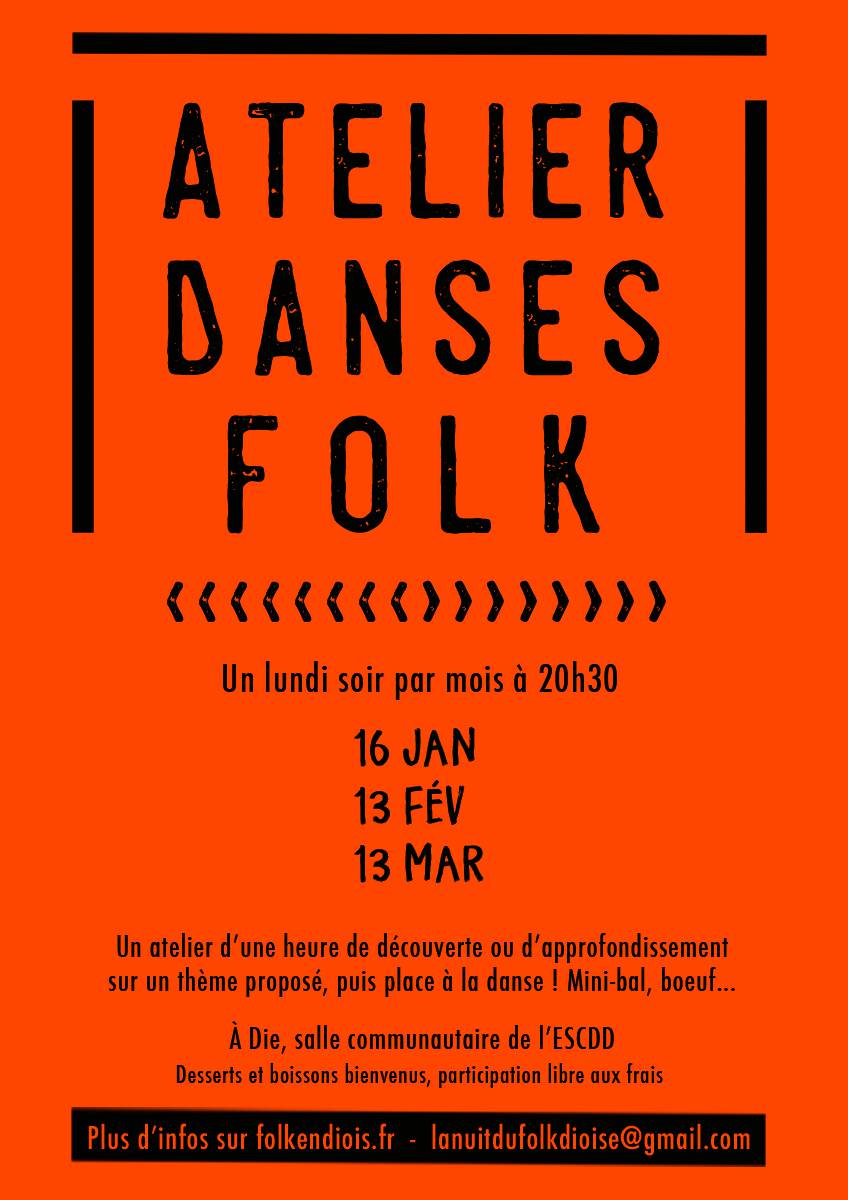 ATELIER
DANSES
FOLK
Un lundi soir par mois à 20h30
16 JAN
13 FÉV
13 MAR
Un atelier d'une heure de découverte ou d'approfondissement
sur un thème proposé, puis place à la danse ! Mini-bal, boeuf...
À Die, salle communautaire de l'ESCDD
Desserts et boissons bienvenus, participation libre aux frais
Plus d'infos sur folkendiois.fr - lanuitdufolkdioise@gmail.com